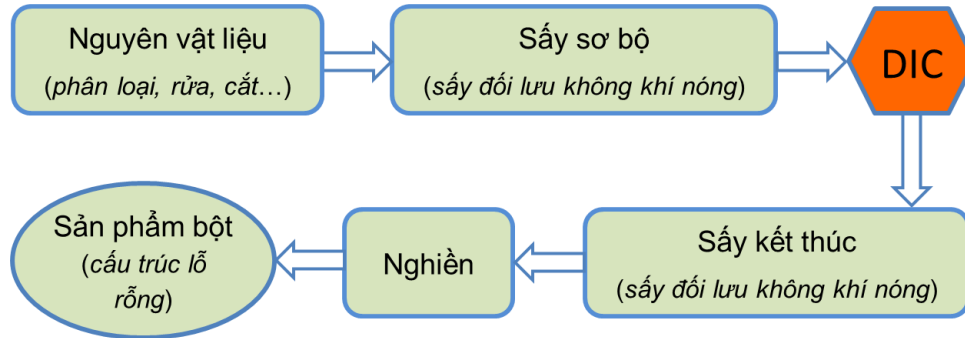 Nguyên vật liệu
(phân loại, rửa, cắt…)
Sấy sơ bộ
(sấy đối lưu không khí nóng)
DIC
Sấy kết thúc
(sấy đối lưu không khí nóng)
Nghiền
Sản phẩm bột
(cấu trúc lỗ
rỗng)